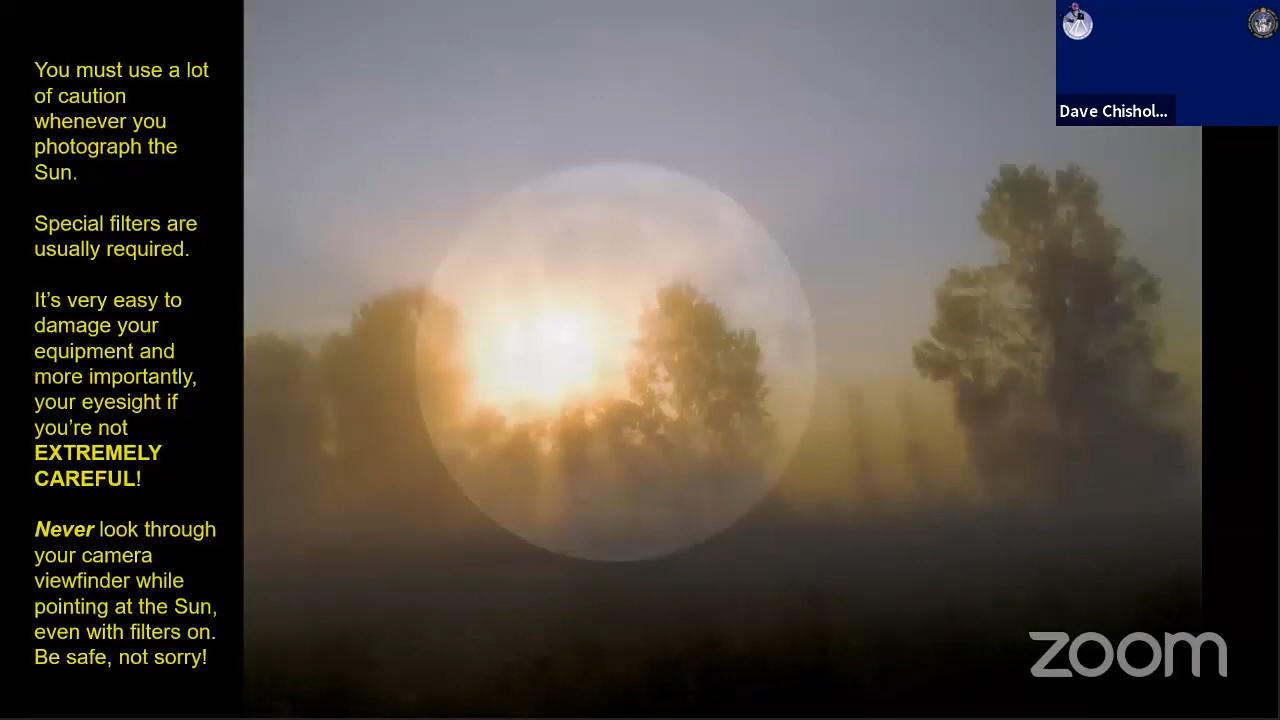 You must use a lot
of caution
whenever you
photograph the
Sun.
Special filters are
usually required.
It's very easy to
damage your
equipment and
more importantly,
your eyesight if
you're not
EXTREMELY
CAREFUL!
Never look through
your camera
viewfinder while
pointing at the Sun,
even with filters on.
Be safe, not sorry!
Dave Chishol...
zoom